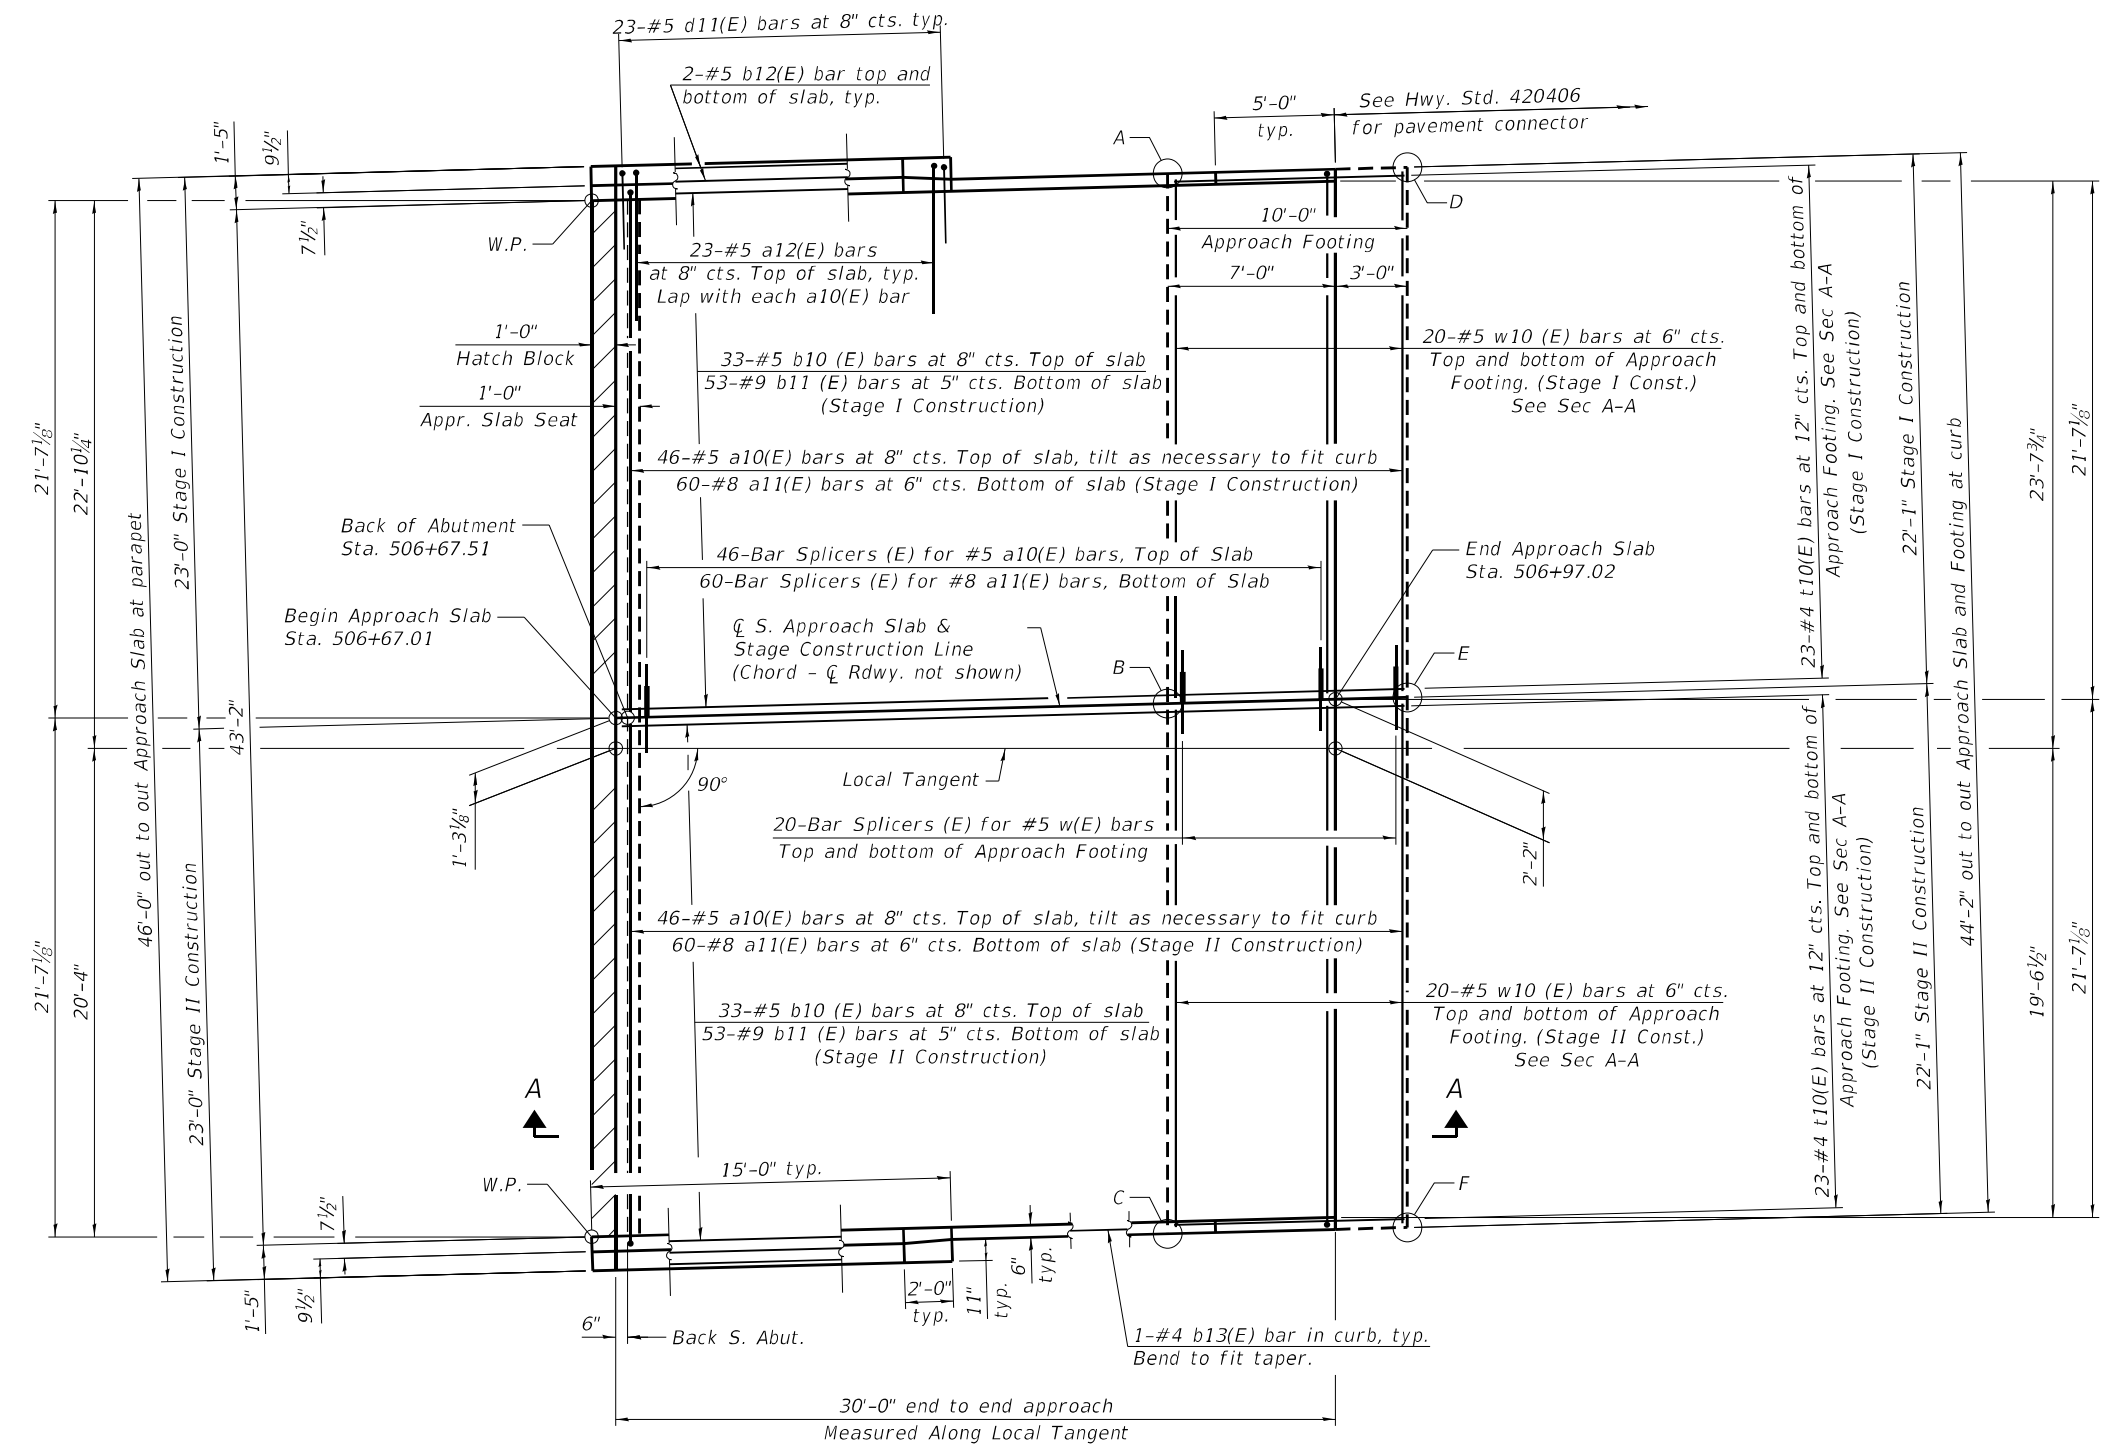 23-#5 d11(E) bars at 8" cts. typ.
2-#5 b12(E) bar top and
bottom of slab, typ.
5'-0"
typ.
See Hwy. Std. 420406
for pavement connector
A
D
1'-5"
9½"
7½"
W.P.
10'-0"
Approach Footing
7'-0"
3'-0"
23-#5 a12(E) bars
at 8" cts. Top of slab, typ.
Lap with each a10(E) bar
1'-0"
Hatch Block
1'-0"
Appr. Slab Seat
33-#5 b10 (E) bars at 8" cts. Top of slab
53-#9 b11 (E) bars at 5" cts. Bottom of slab
(Stage I Construction)
20-#5 w10 (E) bars at 6" cts.
Top and bottom of Approach
Footing. (Stage I Const.)
See Sec A-A
46-#5 a10(E) bars at 8" cts. Top of slab, tilt as necessary to fit curb
60-#8 a11(E) bars at 6" cts. Bottom of slab (Stage I Construction)
21'-7⅛"
22'-10¼"
46'-0" out to out Approach Slab at parapet
23'-0" Stage I Construction
43'-2"
Back of Abutment
Sta. 506+67.51
46-Bar Splicers (E) for #5 a10(E) bars, Top of Slab
60-Bar Splicers (E) for #8 a11(E) bars, Bottom of Slab
End Approach Slab
Sta. 506+97.02
Begin Approach Slab
Sta. 506+67.01
℄ S. Approach Slab &
Stage Construction Line
(Chord - ℄ Rdwy. not shown)
B
E
23-#4 t10(E) bars at 12" cts. Top and bottom of
Approach Footing. See Sec A-A
(Stage I Construction)
22'-1" Stage I Construction
44'-2" out to out Approach Slab and Footing at curb
23'-7¾"
21'-7⅛"
Local Tangent
90°
1'-3⅛"
2'-2"
20-Bar Splicers (E) for #5 w(E) bars
Top and bottom of Approach Footing
46-#5 a10(E) bars at 8" cts. Top of slab, tilt as necessary to fit curb
60-#8 a11(E) bars at 6" cts. Bottom of slab (Stage II Construction)
21'-7⅛"
20'-4"
23'-0" Stage II Construction
33-#5 b10 (E) bars at 8" cts. Top of slab
53-#9 b11 (E) bars at 5" cts. Bottom of slab
(Stage II Construction)
20-#5 w10 (E) bars at 6" cts.
Top and bottom of Approach
Footing. (Stage II Const.)
See Sec A-A
23-#4 t10(E) bars at 12" cts. Top and bottom of
Approach Footing. See Sec A-A
(Stage II Construction)
22'-1" Stage II Construction
19'-6½"
21'-7⅛"
A
A
15'-0" typ.
W.P.
C
F
7½"
1'-5"
9½"
2'-0"
typ.
11"
typ.
6"
typ.
6"
Back S. Abut.
1-#4 b13(E) bar in curb, typ.
Bend to fit taper.
30'-0" end to end approach
Measured Along Local Tangent